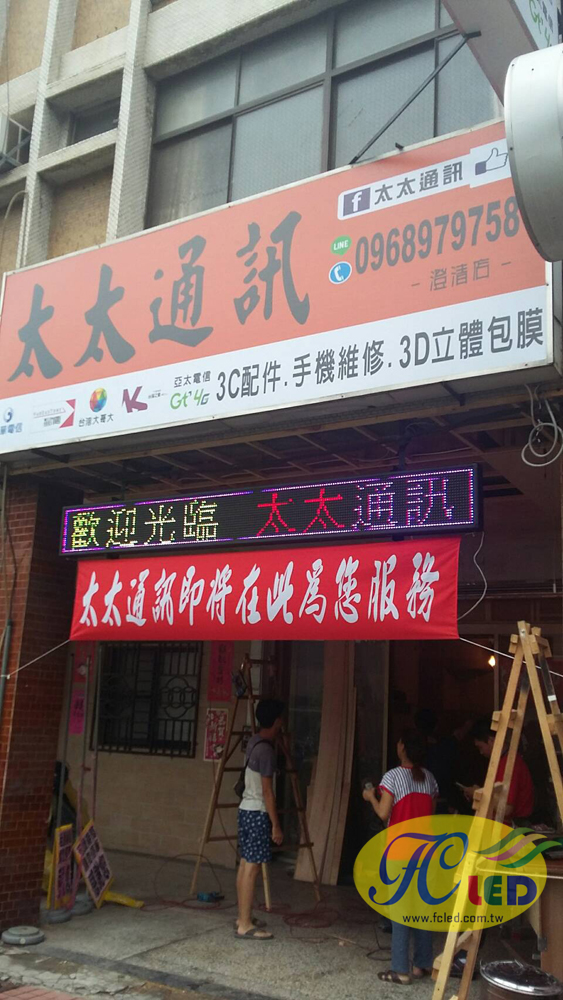 太太通訊
太太通訊
LINE
0968979758
-澄清店-
台灣大哥大
亞太電信
Gt 4G
3C配件.手機維修.3D立體包膜
歡迎光臨 太太通訊
太太通訊即將在此為您服務
FC LED
www.fcled.com.tw